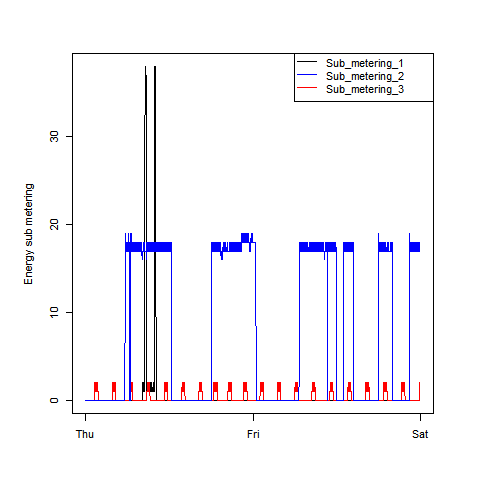 Sub_metering_1
Sub_metering_2
Sub_metering_3
Energy sub metering
30
20
10
0
Thu Fri Sat